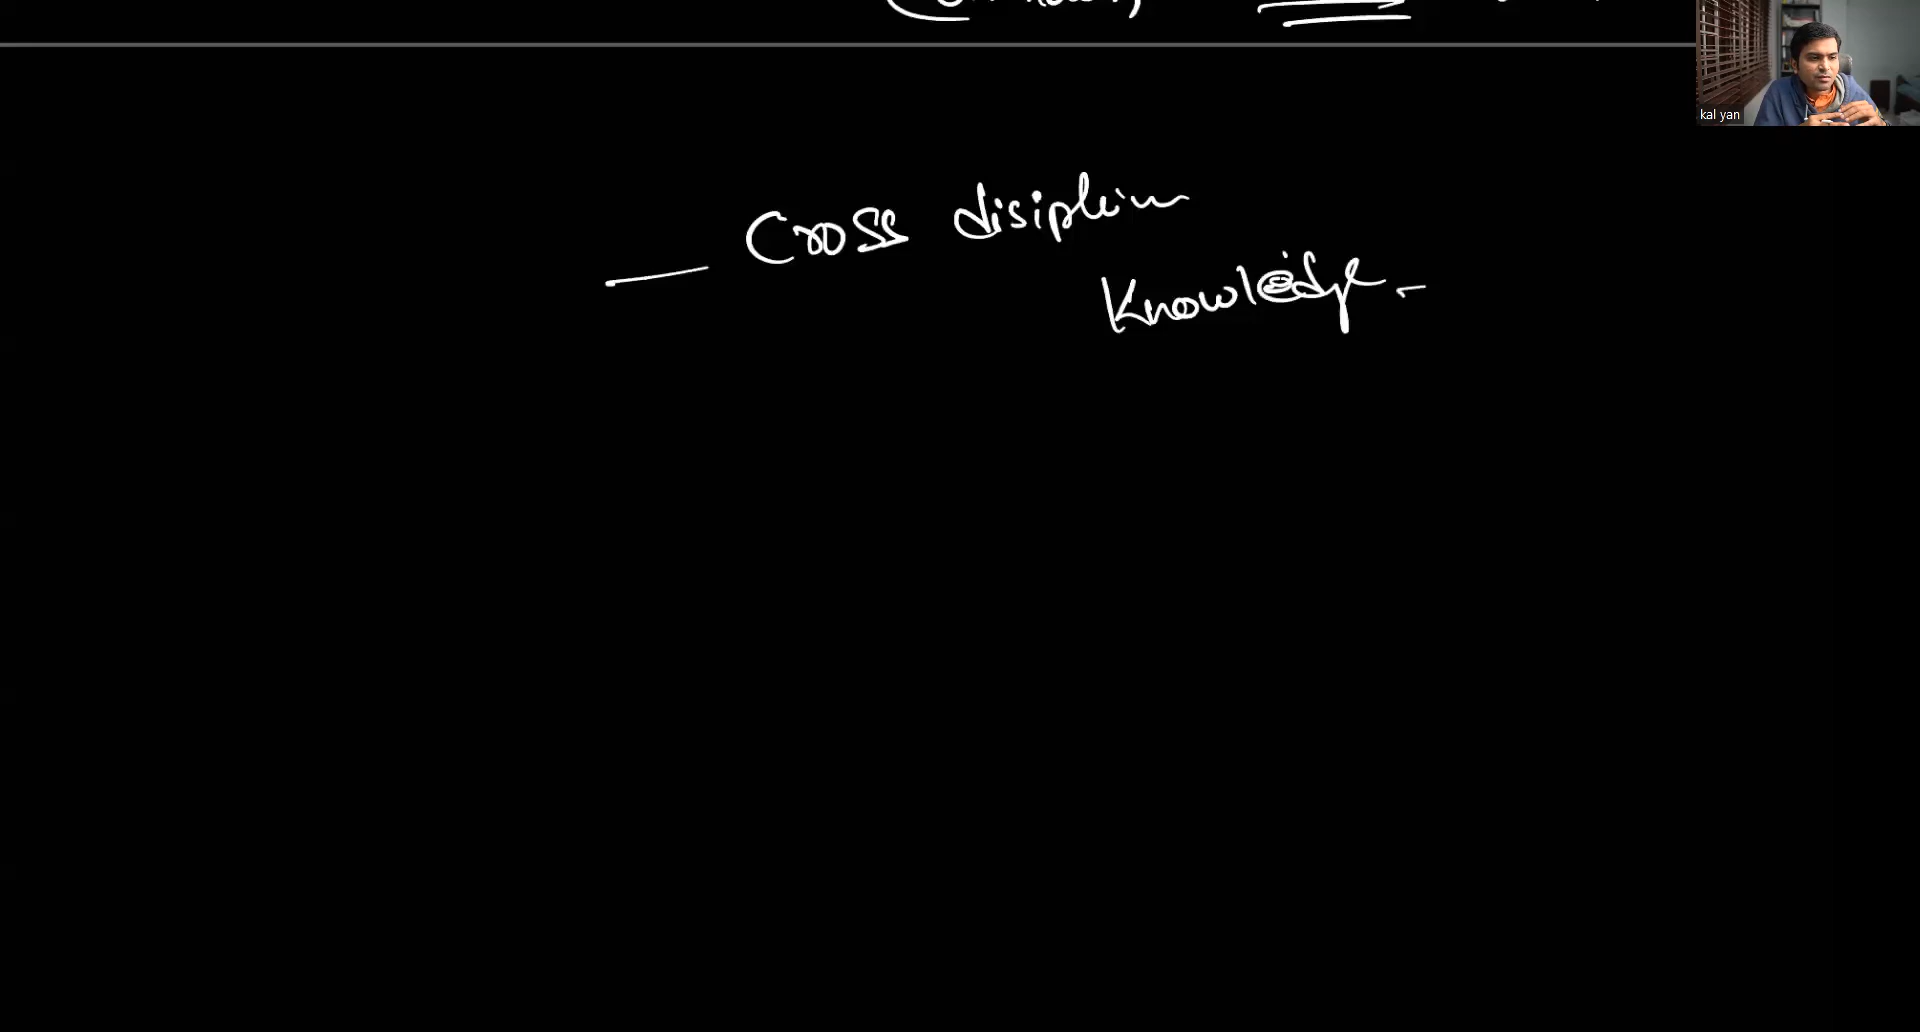 kal yan
Cross disiplin
Knowledge -